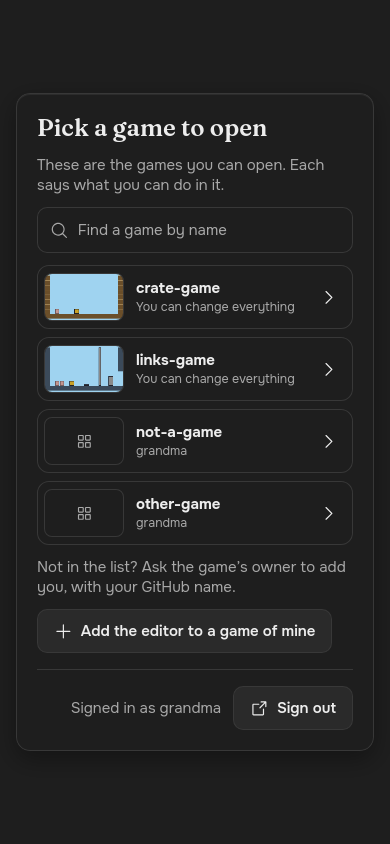 Pick a game to open
These are the games you can open. Each
says what you can do in it.
Find a game by name
crate-game
You can change everything
links-game
You can change everything
not-a-game
grandma
other-game
grandma
Not in the list? Ask the game's owner to add
you, with your GitHub name.
Add the editor to a game of mine
Signed in as grandma
Sign out